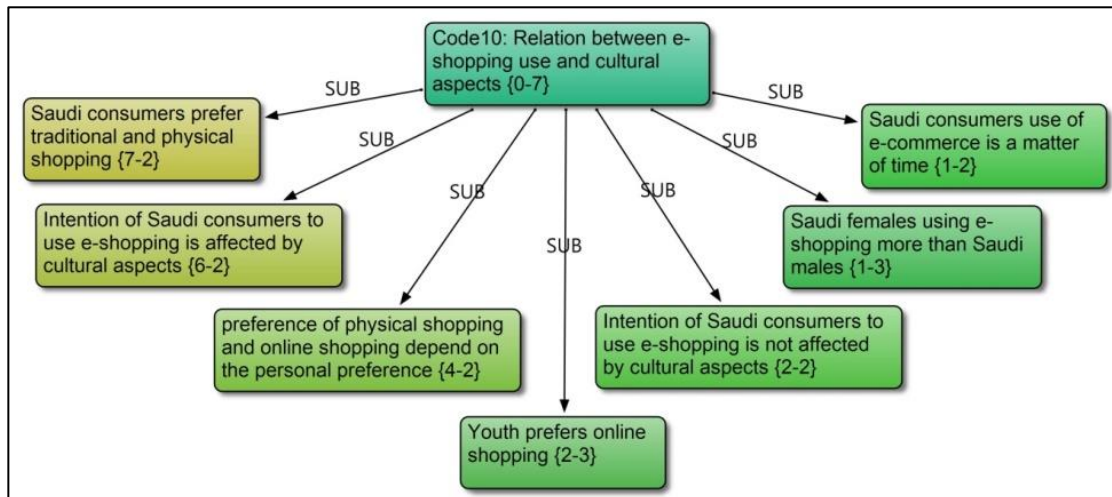 Code10: Relation between e-
shopping use and cultural
aspects {0-7}
SUB
SUB
SUB
SUB
SUB
SUB
SUB
Saudi consumers prefer
traditional and physical
shopping {7-2}
Saudi consumers use of
e-commerce is a matter
of time {1-2}
Intention of Saudi consumers to
use e-shopping is affected by
cultural aspects {6-2}
Saudi females using e-
shopping more than Saudi
males {1-3}
preference of physical shopping
and online shopping depend on
the personal preference {4-2}
Intention of Saudi consumers to
use e-shopping is not affected
by cultural aspects {2-2}
Youth prefers online
shopping {2-3}